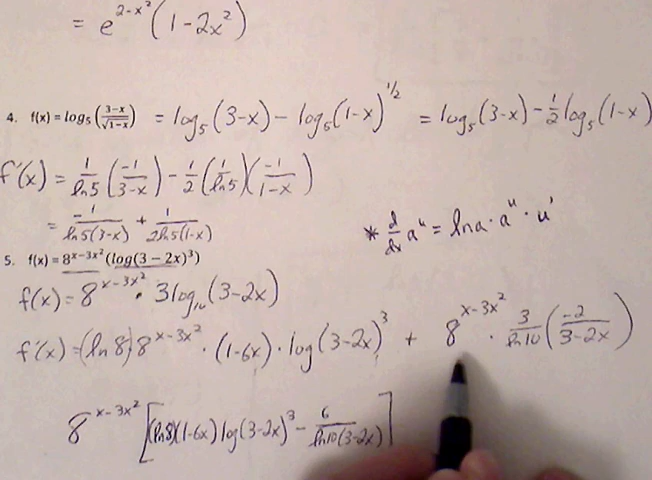 = e^{2-x²}(1-2x²)
4. f(x) = log₅(3-x/√1-x) = log₅(3-x) - log₅(1-x)^{1/2} = log₅(3-x) - 1/2 log₅(1-x)
f'(x) = 1/ln5 (-1/3-x) - 1/2 (1/ln5)(-1/1-x)
= -1/ln5(3-x) + 1/2ln5(1-x)
* d/dx a^u = lna · a^u · u'
5. f(x) = 8^{x-3x²}(log(3-2x)³)
f(x) = 8^{x-3x²} · 3log₁₀(3-2x)
f'(x) = (ln8)8^{x-3x²} · (1-6x) · log(3-2x)³ + 8^{x-3x²} · 3/ln10 (-2/3-2x)
8^{x-3x²}[(ln8)(1-6x)log(3-2x)³ - 6/ln10(3-2x)]